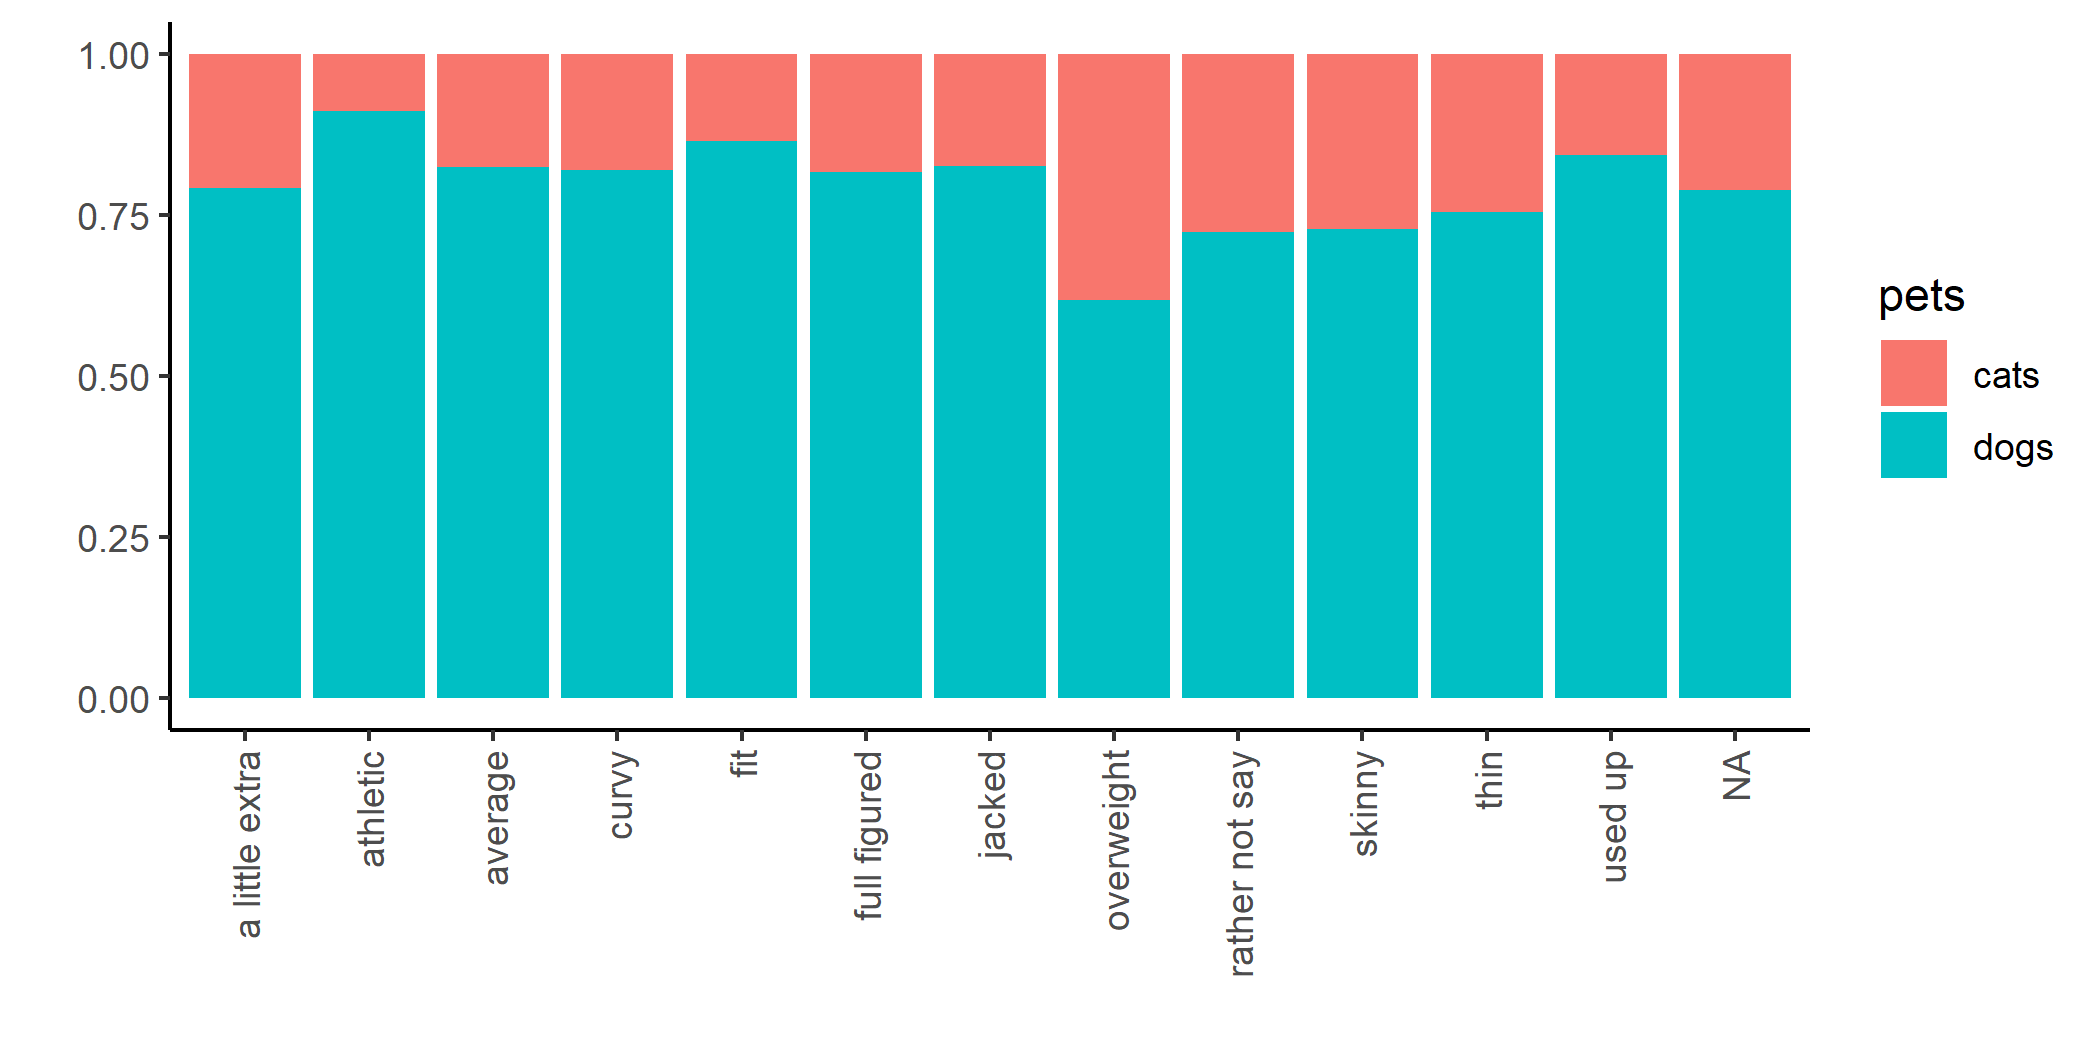 1.00
0.75
0.50
0.25
0.00
a little extra
athletic
average
curvy
fit
full figured
jacked
overweight
rather not say
skinny
thin
used up
NA
pets
cats
dogs